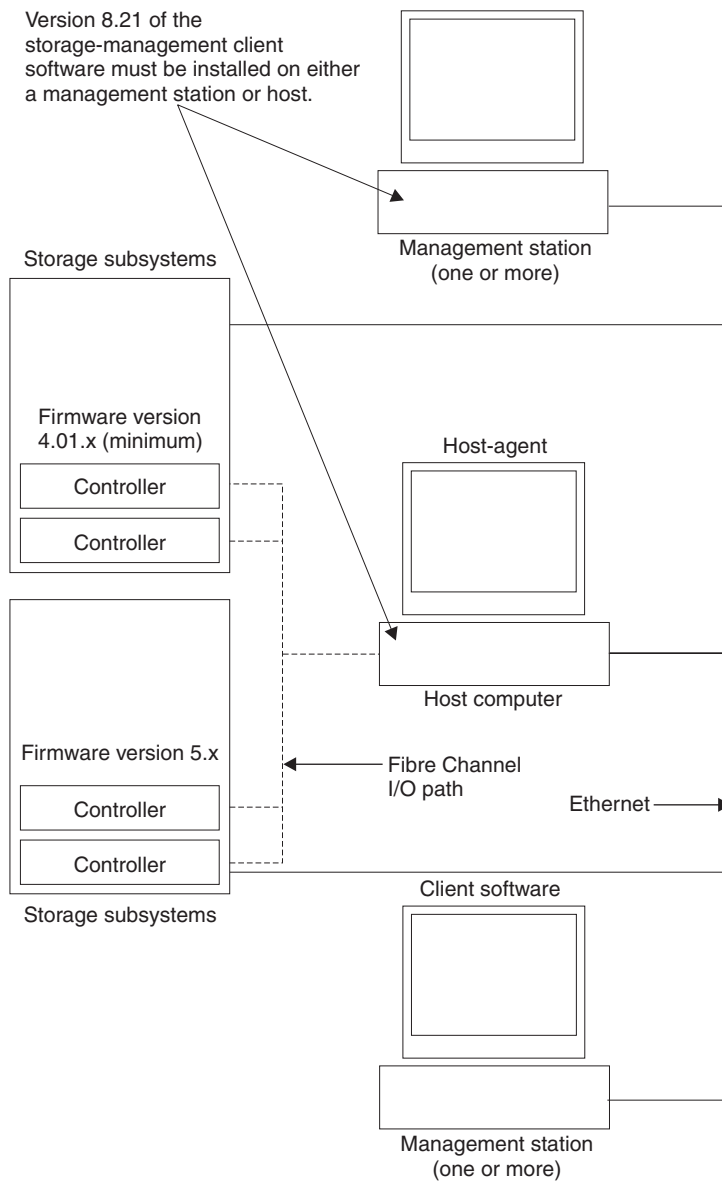 Version 8.21 of the
storage-management client
software must be installed on either
a management station or host.
Management station
(one or more)
Storage subsystems
Firmware version
4.01.x (minimum)
Controller
Controller
Host-agent
Host computer
Firmware version 5.x
Controller
Controller
Fibre Channel
I/O path
Ethernet
Storage subsystems
Client software
Management station
(one or more)